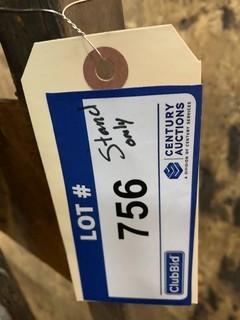 LOT #
756
Stand
only
CENTURY
AUCTIONS
A DIVISION OF CENTURY SERVICES
ClubBid